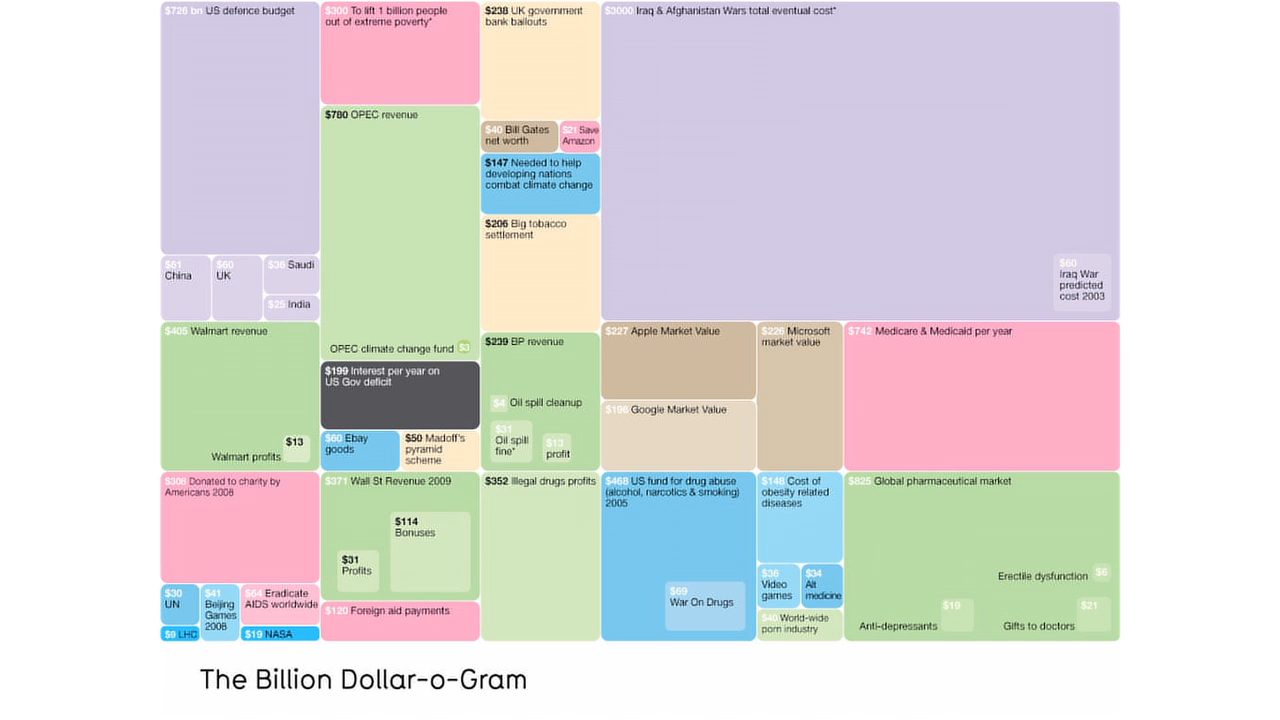 $726 bn US defence budget
$300 To lift 1 billion people
out of extreme poverty*
$238 UK government
bank bailouts
$3000 Iraq & Afghanistan Wars total eventual cost*
$780 OPEC revenue
$40 Bill Gates
net worth
$21 Save
Amazon
$147 Needed to help
developing nations
combat climate change
$206 Big tobacco
settlement
$61
China
$60
UK
$36 Saudi
$25 India
$60
Iraq War
predicted
cost 2003
$405 Walmart revenue
$13
Walmart profits
OPEC climate change fund $3
$199 Interest per year on
US Gov deficit
$60 Ebay
goods
$50 Madoff's
pyramid
scheme
$239 BP revenue
$4 Oil spill cleanup
$31
Oil spill
fine*
$13
profit
$227 Apple Market Value
$226 Microsoft
market value
$742 Medicare & Medicaid per year
Google Market Value
$308 Donated to charity by
Americans 2008
$371 Wall St Revenue 2009
$114
Bonuses
$31
Profits
$352 Illegal drugs profits
$468 US fund for drug abuse
(alcohol, narcotics & smoking)
2005
$69
War On Drugs
$148 Cost of
obesity related
diseases
$825 Global pharmaceutical market
Erectile dysfunction $6
$19
Anti-depressants
$21
Gifts to doctors
$30
UN
$41
Beijing
Games
2008
$64 Eradicate
AIDS worldwide
$9 LHC
$19 NASA
$120 Foreign aid payments
$36
Video
games
$34
Alt
medicine
$40 World-wide
porn industry
The Billion Dollar-o-Gram